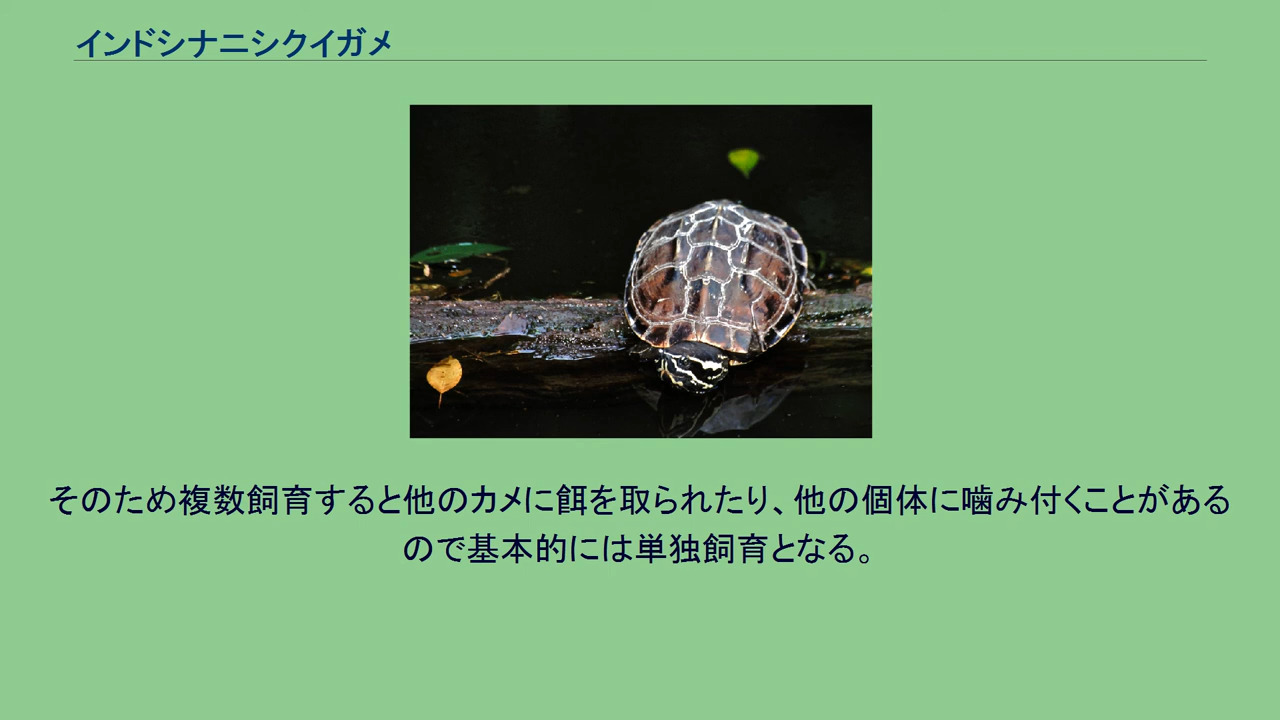 インドシナニシクイガメ
そのため複数飼育すると他のカメに餌を取られたり、他の個体に噛み付くことがある
ので基本的には単独飼育となる。